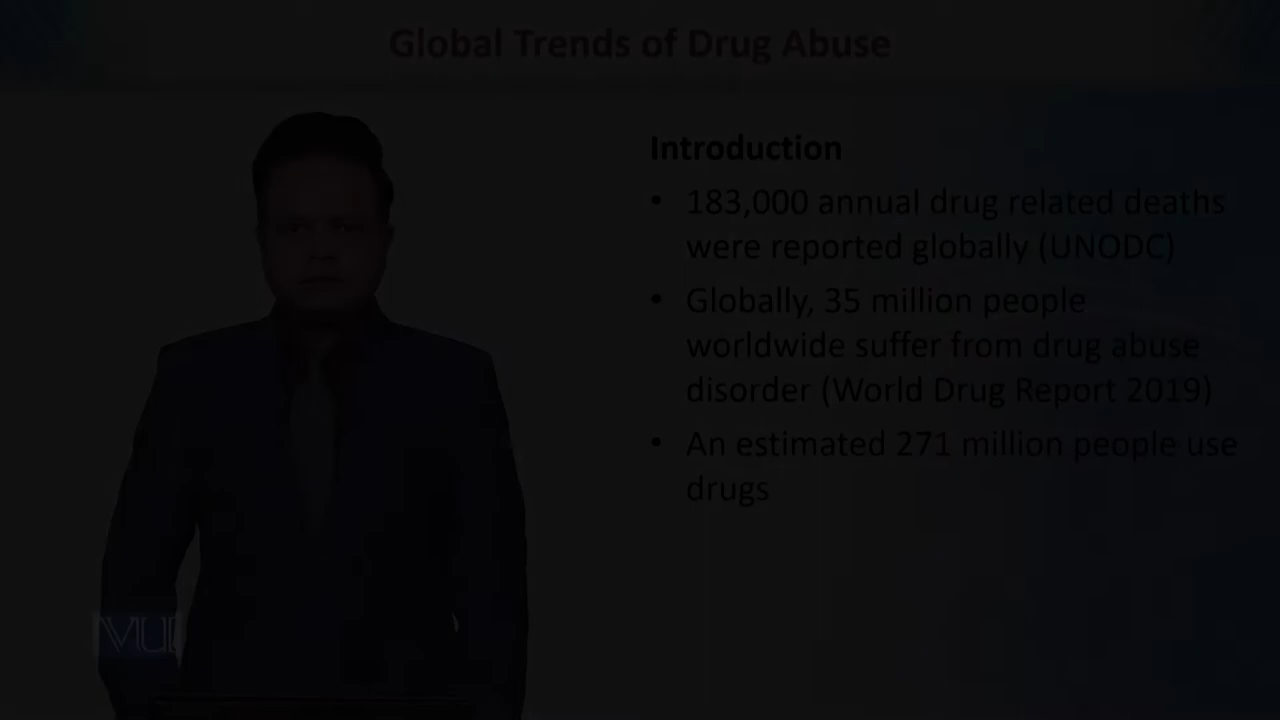 Global Trends of Drug Abuse
Introduction
• 183,000 annual drug related deaths
were reported globally (UNODC)
• Globally, 35 million people
worldwide suffer from drug abuse
disorder (World Drug Report 2019)
• An estimated 271 million people use
drugs
VU